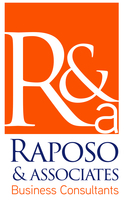 R&a
RAPOSO
& ASSOCIATES
Business Consultants